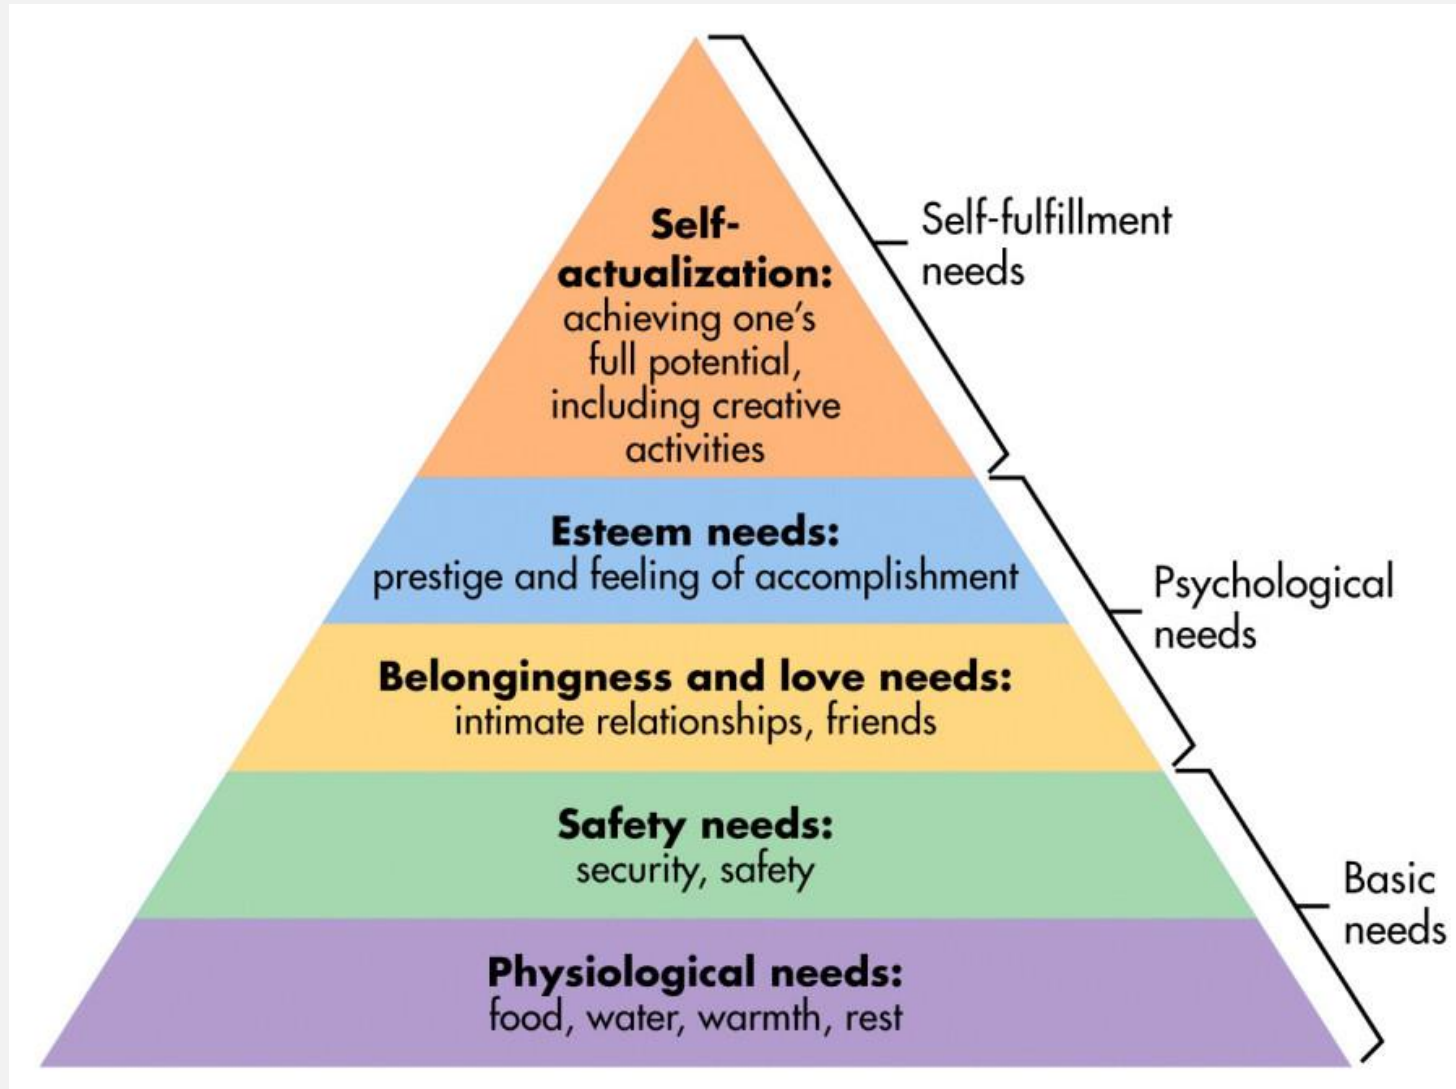 Self-
actualization:
achieving one's
full potential,
including creative
activities
Self-fulfillment
needs
Esteem needs:
prestige and feeling of accomplishment
Psychological
needs
Belongingness and love needs:
intimate relationships, friends
Safety needs:
security, safety
Basic
needs
Physiological needs:
food, water, warmth, rest